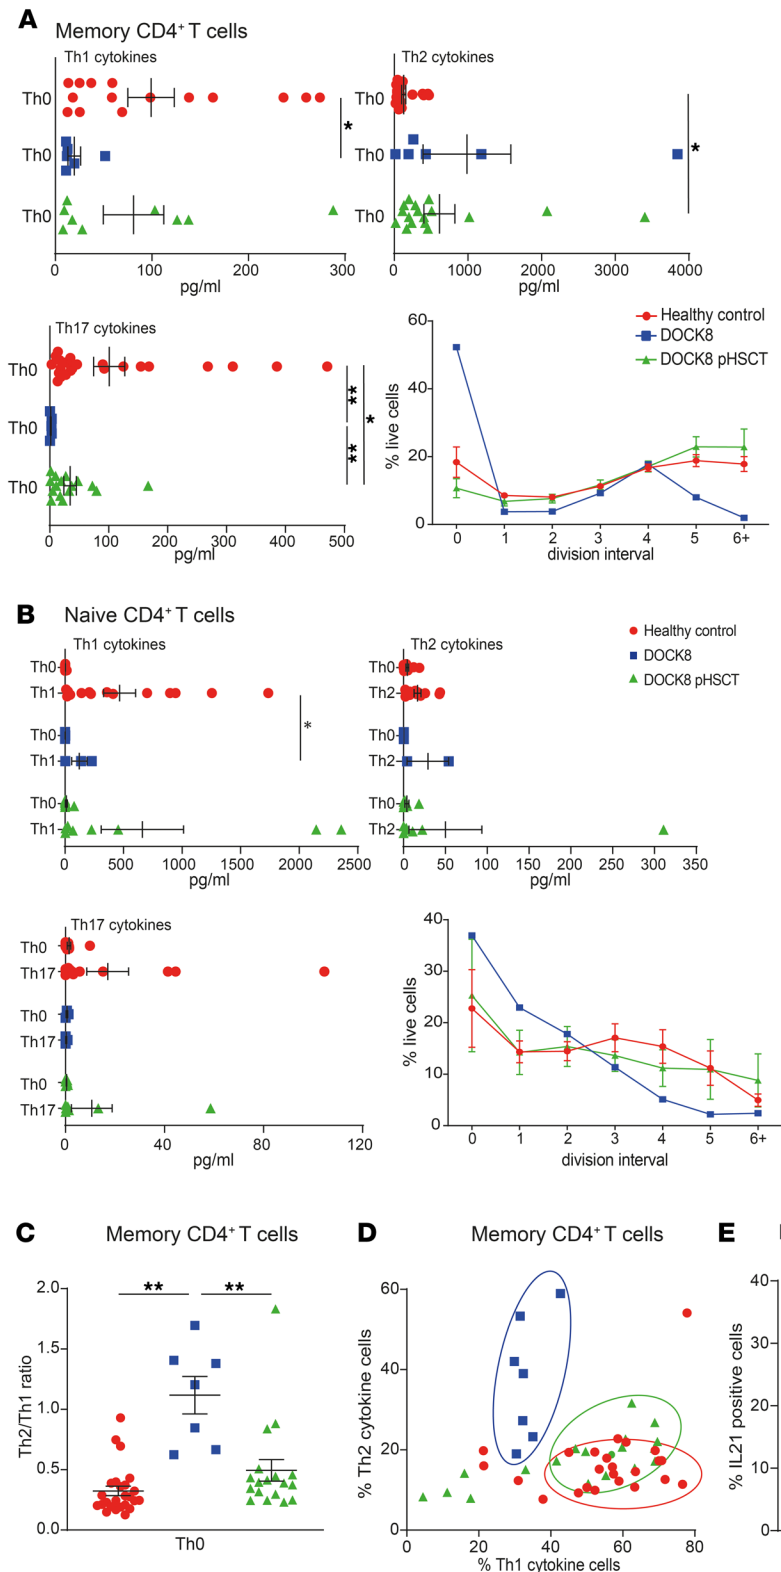 A Memory CD4+ T cells
Th1 cytokines
Th2 cytokines
Th0
Th0
Th0
*
0 100 200 300
pg/ml
Th0
Th0
Th0
*
0 1000 2000 3000 4000
pg/ml
Th17 cytokines
Th0
Th0
Th0
**
**
*
0 100 200 300 400 500
pg/ml
Healthy control
DOCK8
DOCK8 pHSCT
60
40
20
0
% live cells
0 1 2 3 4 5 6+
division interval
B Naive CD4+ T cells
Th1 cytokines
Th0
Th1
Th0
Th1
Th0
Th1
*
0 500 1000 1500 2000 2500
pg/ml
Th2 cytokines
Th0
Th2
Th0
Th2
Th0
Th2
0 50 100 150 200 250 300 350
pg/ml
Healthy control
DOCK8
DOCK8 pHSCT
Th17 cytokines
Th0
Th17
Th0
Th17
Th0
Th17
0 40 80 120
pg/ml
40
30
20
10
0
% live cells
0 1 2 3 4 5 6+
division interval
C Memory CD4+ T cells
** **
2.0
1.5
1.0
0.5
0.0
Th2/Th1 ratio
Th0
D Memory CD4+ T cells
60
40
20
0
% Th2 cytokine cells
0 20 40 60 80
% Th1 cytokine cells
E
40
30
20
10
0
% IL21 positive cells